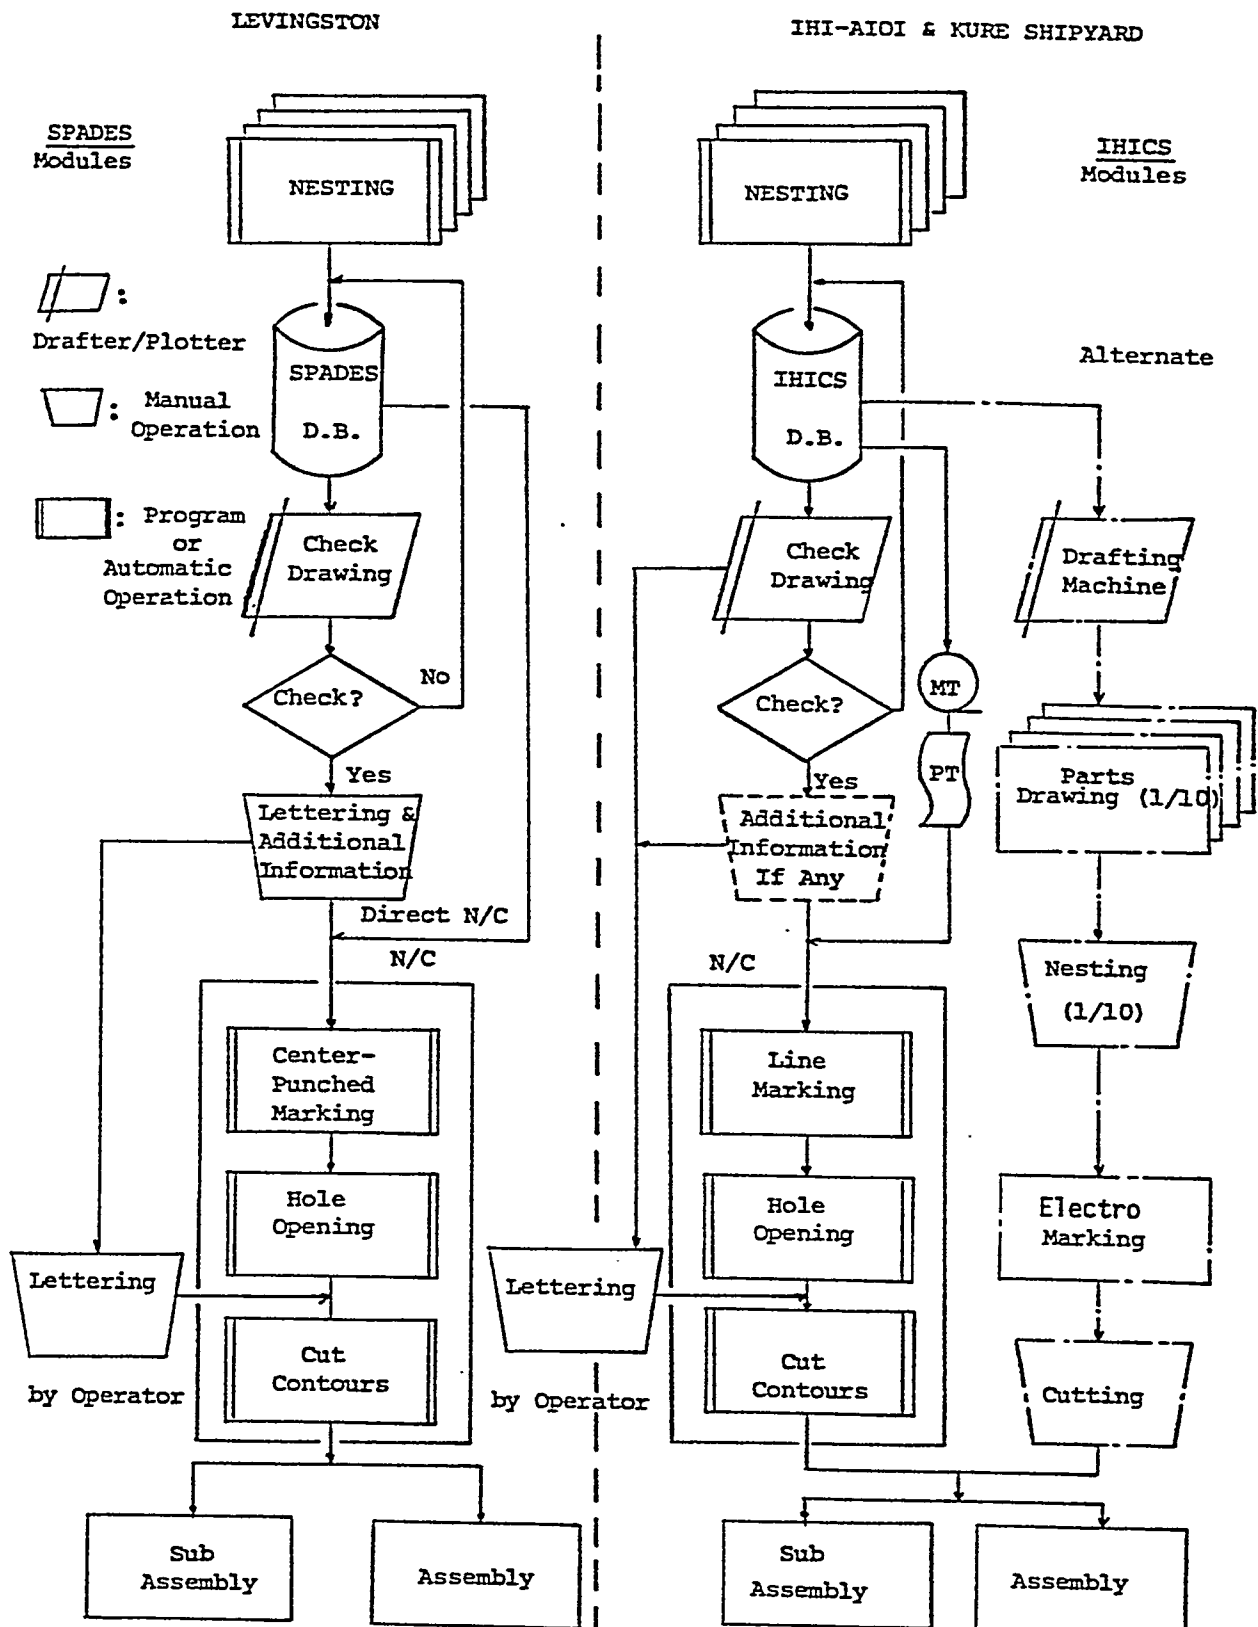 LEVINGSTON
IHI-AIOI & KURE SHIPYARD
SPADES
Modules
NESTING
Drafter/Plotter
: Manual
Operation
: Program
or
Automatic
Operation
SPADES
D.B.
Check
Drawing
Check?
No
Yes
Lettering &
Additional
Information
Direct N/C
N/C
Center-
Punched
Marking
Hole
Opening
Lettering
by Operator
Cut
Contours
Sub
Assembly
Assembly
IHICS
Modules
NESTING
IHICS
D.B.
Alternate
Check
Drawing
Check?
Yes
MT
PT
Additional
Information
If Any
N/C
Line
Marking
Hole
Opening
Lettering
by Operator
Cut
Contours
Drafting
Machine
Parts
Drawing (1/10)
Nesting
(1/10)
Electro
Marking
Cutting
Sub
Assembly
Assembly